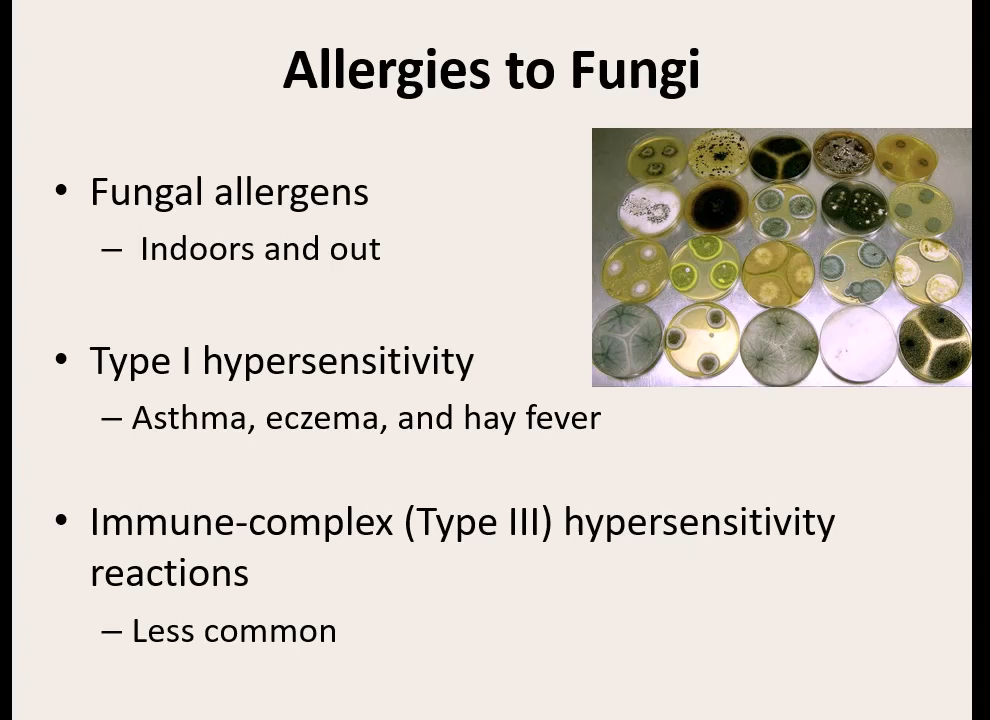 Allergies to Fungi
• Fungal allergens
– Indoors and out
• Type I hypersensitivity
– Asthma, eczema, and hay fever
• Immune-complex (Type III) hypersensitivity
reactions
– Less common